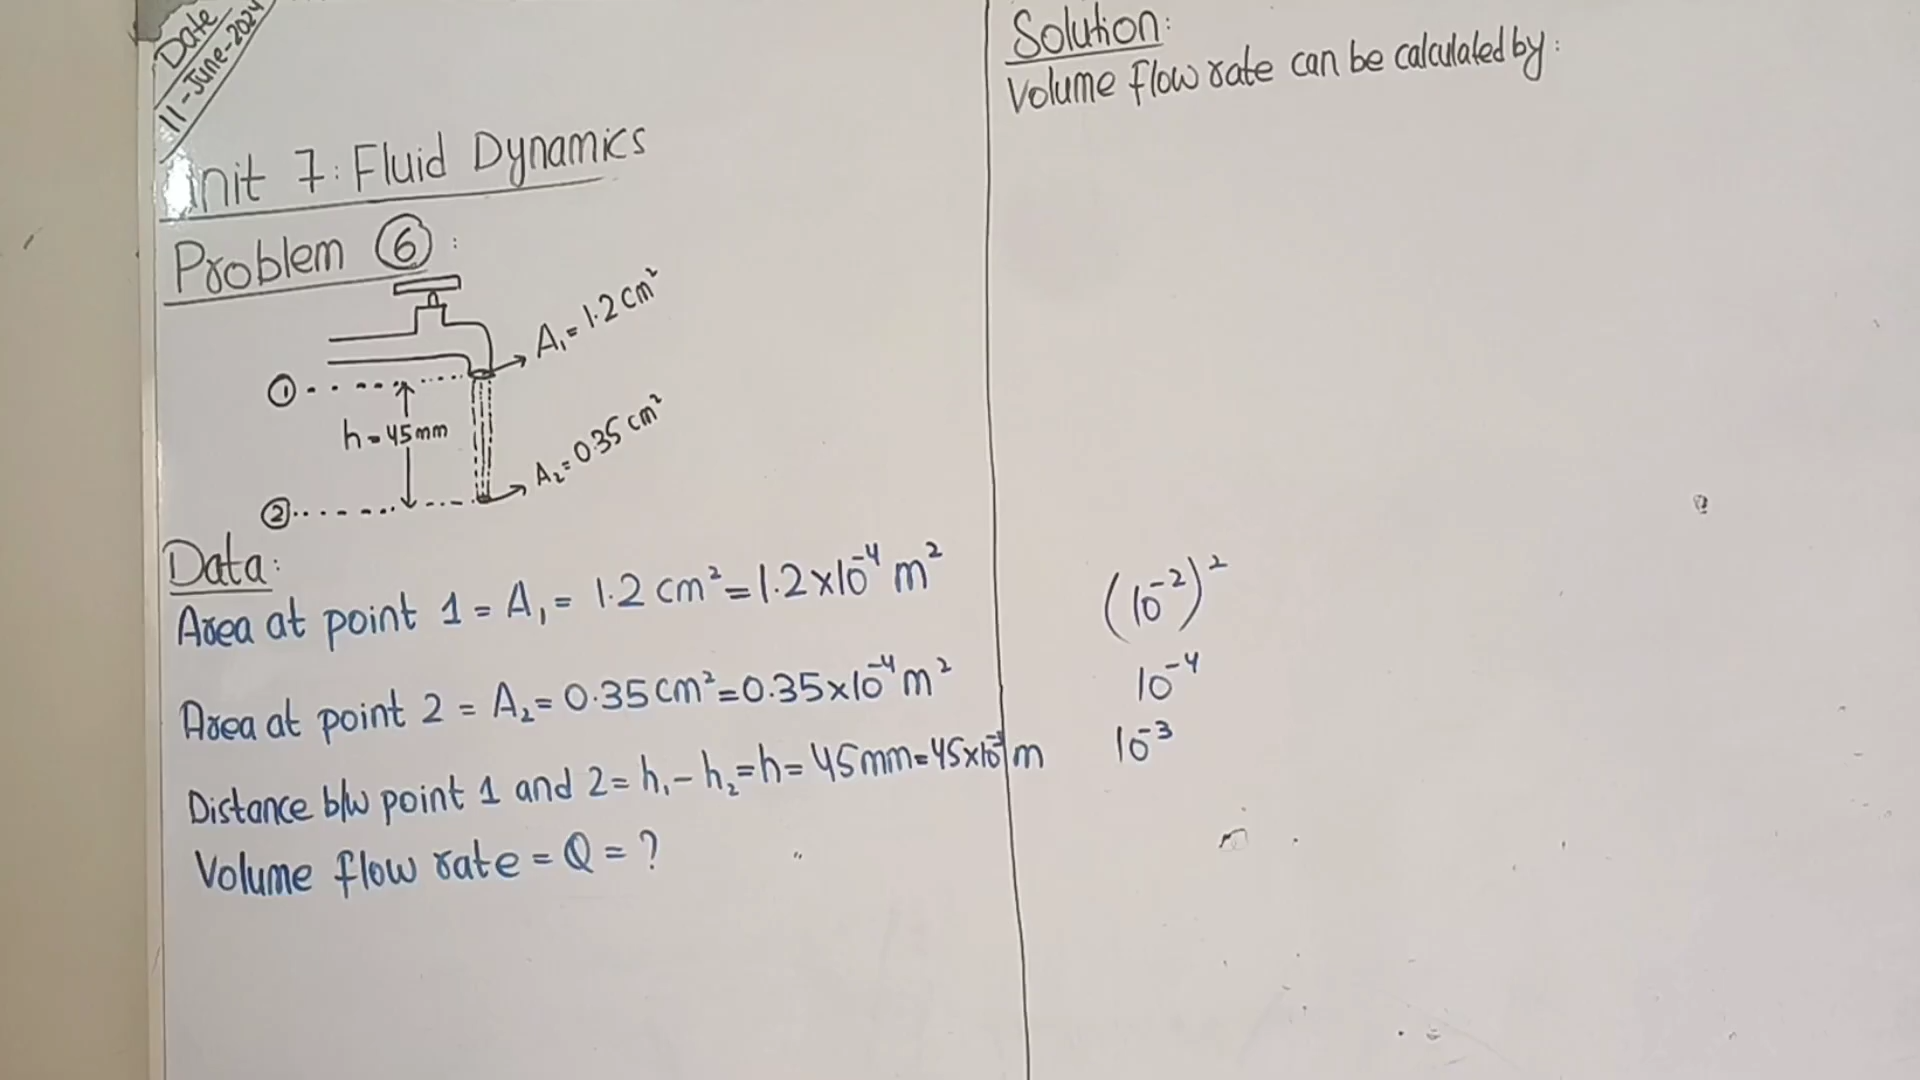 Date
11-June-2024
Unit 7: Fluid Dynamics
Problem 6:
A₁ = 1.2 cm²
①
h = 45mm
A₂ = 0.35 cm²
②
Data:
Area at point 1 = A₁ = 1.2 cm² = 1.2×10⁻⁴ m²
Area at point 2 = A₂ = 0.35 cm² = 0.35×10⁻⁴ m²
Distance b/w point 1 and 2 = h₁ - h₂ = h = 45mm = 45×10⁻³ m
Volume flow rate = Q = ?
Solution:
Volume flow rate can be calculated by:
(10⁻²)²
10⁻⁴
10⁻³